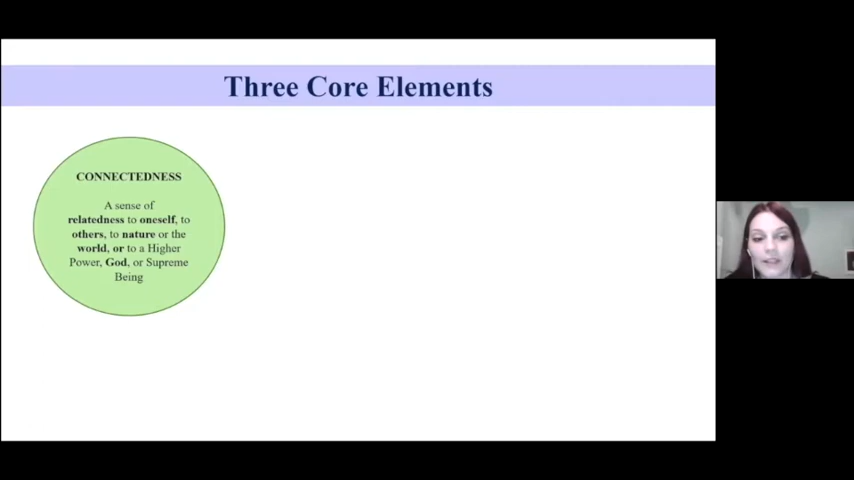 Three Core Elements
CONNECTEDNESS
A sense of
relatedness to oneself, to
others, to nature or the
world, or to a Higher
Power, God, or Supreme
Being